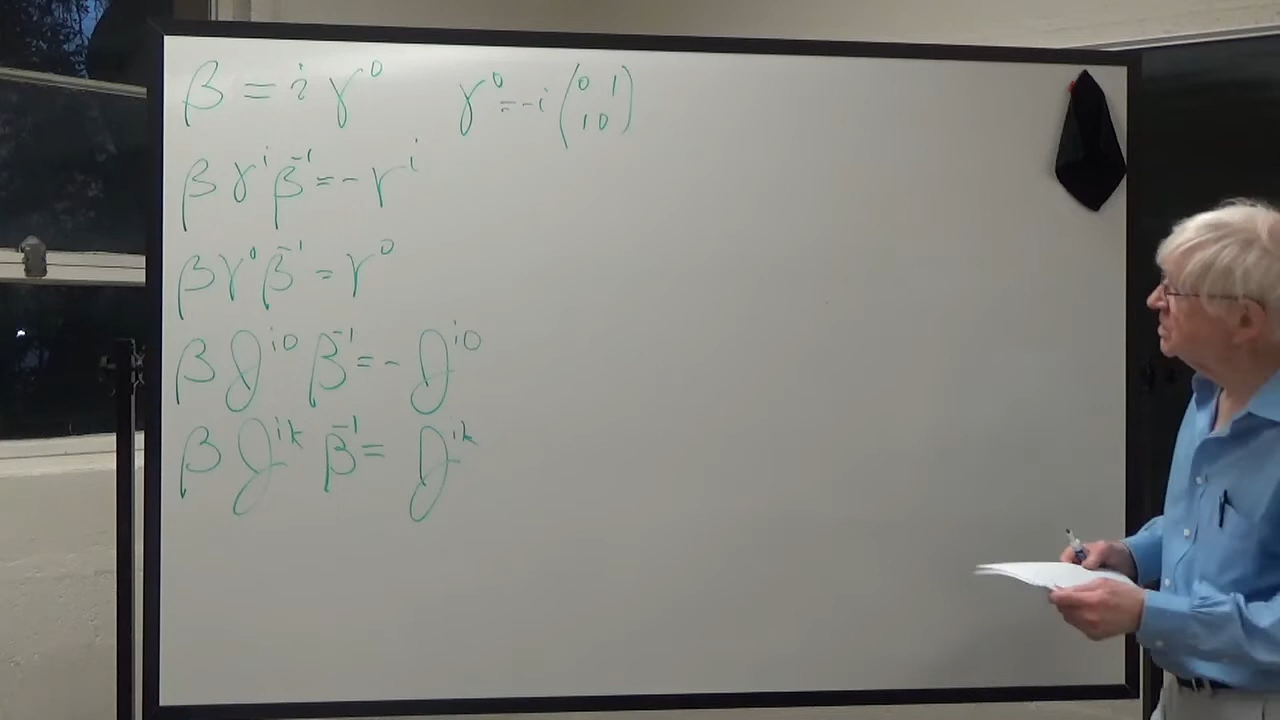 β = i γ⁰   γ⁰ = -i (0 1
1 0)
β γⁱ β⁻¹ = - γⁱ
β γ⁰ β⁻¹ = γ⁰
β J^{i0} β⁻¹ = - J^{i0}
β J^{ik} β⁻¹ = J^{ik}